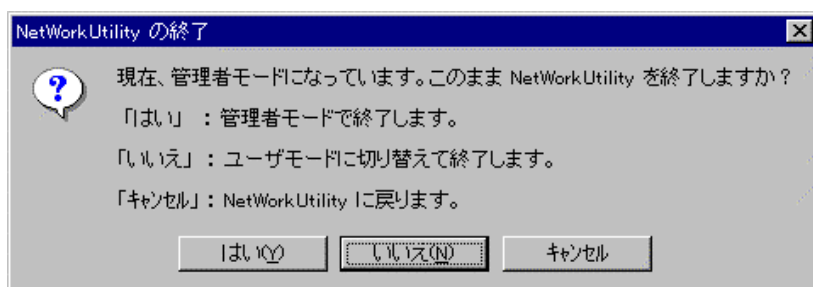 NetWorkUtility の終了
現在、管理者モードになっています。このまま NetWorkUtility を終了しますか？
「はい」 ：管理者モードで終了します。
「いいえ」：ユーザモードに切り替えて終了します。
「ｷｬﾝｾﾙ」：NetWorkUtility に戻ります。
はい(Y) いいえ(N) ｷｬﾝｾﾙ